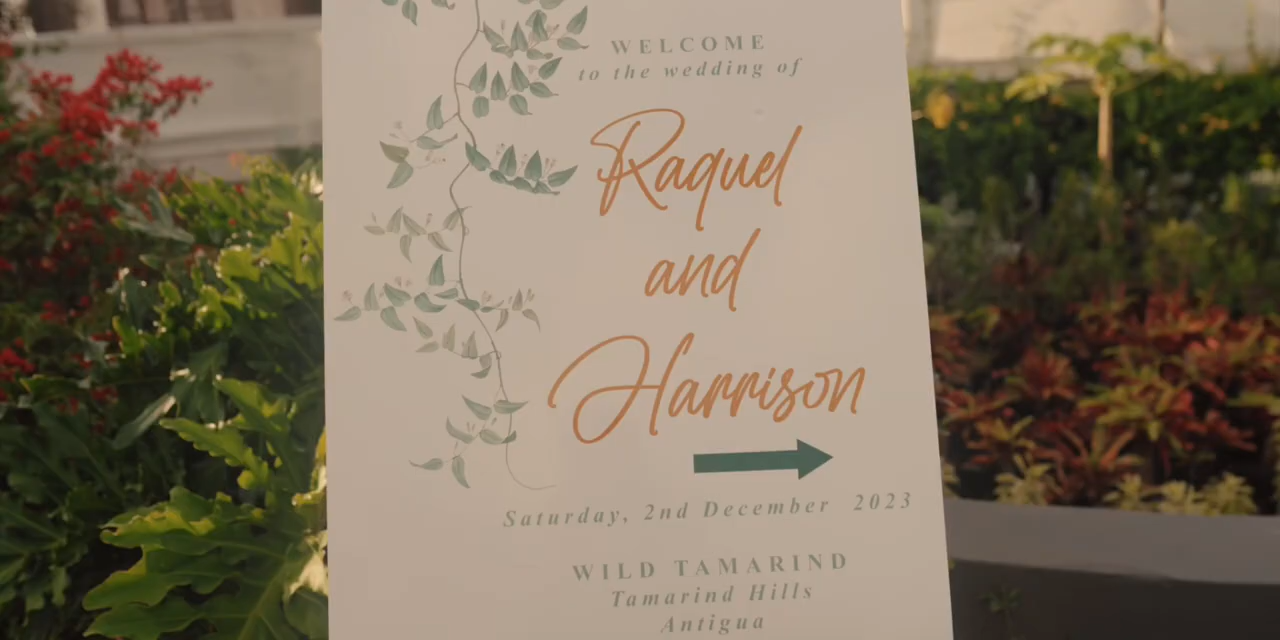 WELCOME
to the wedding of
Raquel
and
Harrison
Saturday, 2nd December 2023
WILD TAMARIND
Tamarind Hills
Antigua